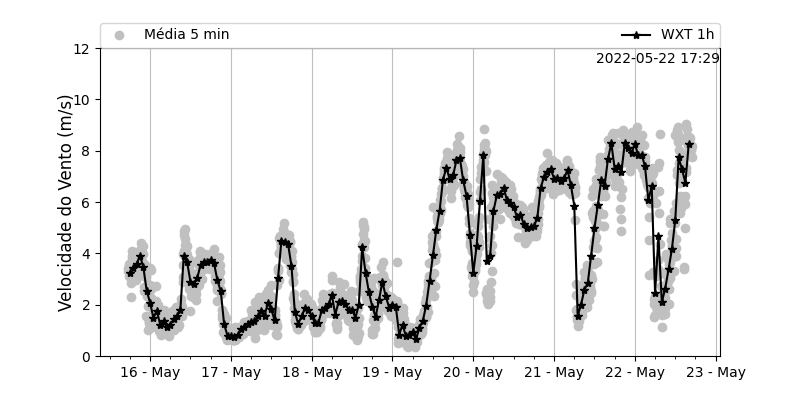 Média 5 min
WXT 1h
2022-05-22 17:29
Velocidade do Vento (m/s)
12
10
8
6
4
2
0
16 - May 17 - May 18 - May 19 - May 20 - May 21 - May 22 - May 23 - May